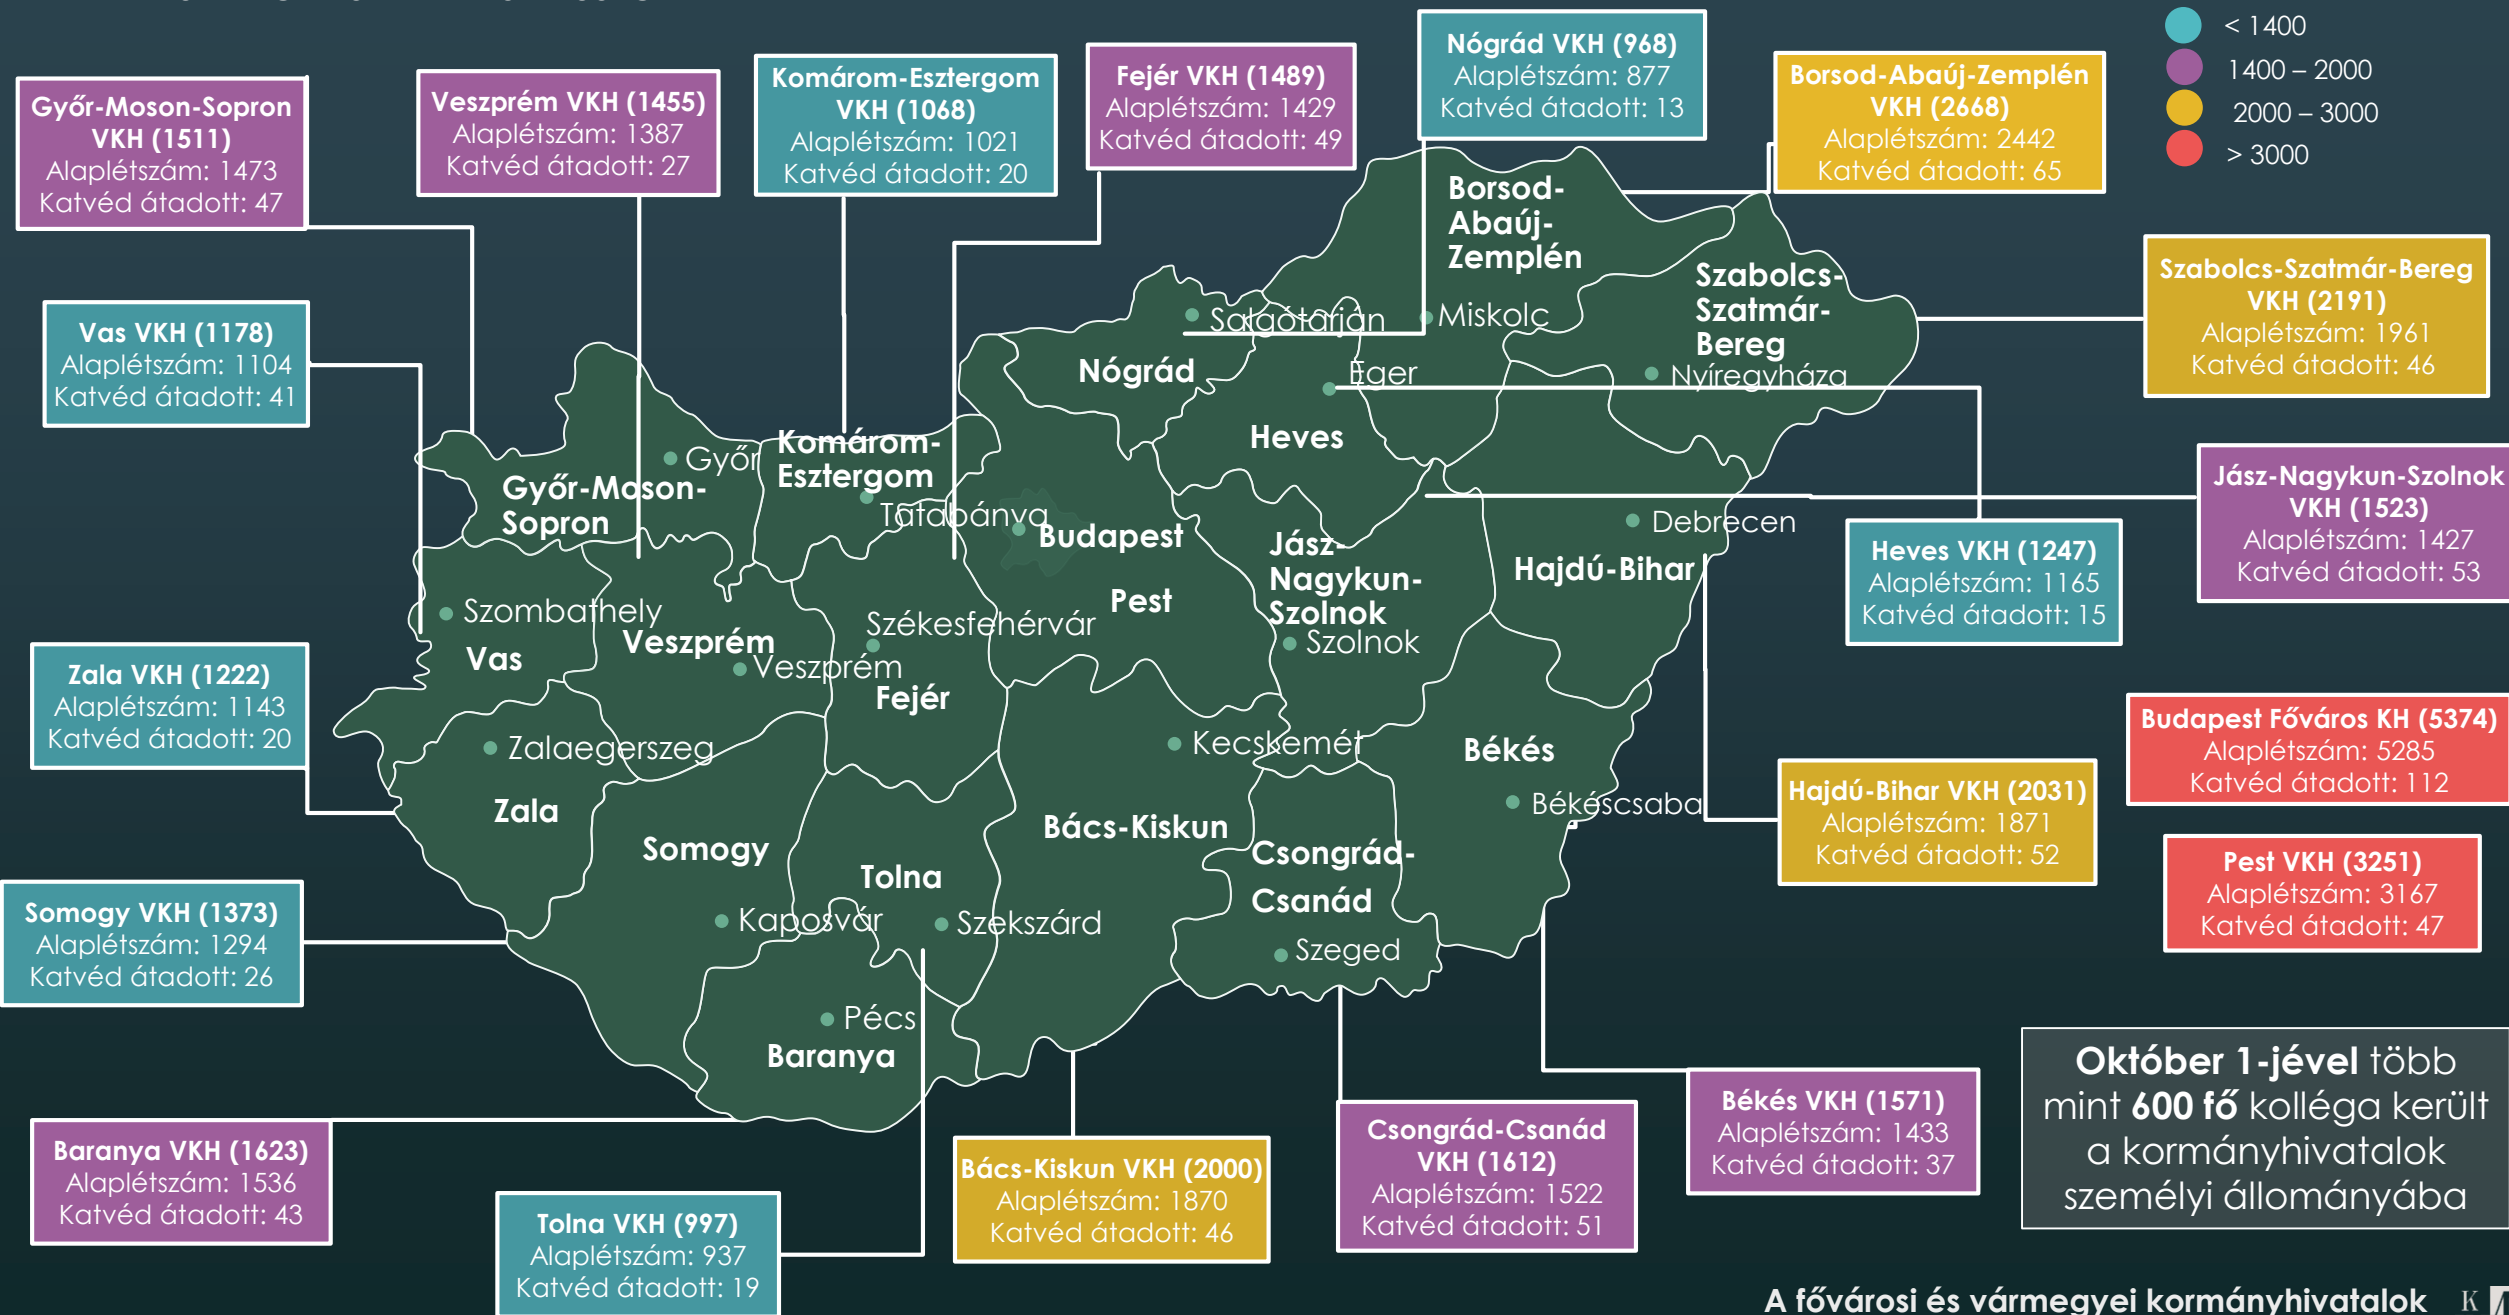 < 1400
1400 – 2000
2000 – 3000
> 3000
Győr-Moson-Sopron
VKH (1511)
Alaplétszám: 1473
Katvéd átadott: 47
Veszprém VKH (1455)
Alaplétszám: 1387
Katvéd átadott: 27
Komárom-Esztergom
VKH (1068)
Alaplétszám: 1021
Katvéd átadott: 20
Fejér VKH (1489)
Alaplétszám: 1429
Katvéd átadott: 49
Nógrád VKH (968)
Alaplétszám: 877
Katvéd átadott: 13
Borsod-Abaúj-Zemplén
VKH (2668)
Alaplétszám: 2442
Katvéd átadott: 65
Szabolcs-Szatmár-Bereg
VKH (2191)
Alaplétszám: 1961
Katvéd átadott: 46
Vas VKH (1178)
Alaplétszám: 1104
Katvéd átadott: 41
Jász-Nagykun-Szolnok
VKH (1523)
Alaplétszám: 1427
Katvéd átadott: 53
Heves VKH (1247)
Alaplétszám: 1165
Katvéd átadott: 15
Zala VKH (1222)
Alaplétszám: 1143
Katvéd átadott: 20
Budapest Főváros KH (5374)
Alaplétszám: 5285
Katvéd átadott: 112
Hajdú-Bihar VKH (2031)
Alaplétszám: 1871
Katvéd átadott: 52
Pest VKH (3251)
Alaplétszám: 3167
Katvéd átadott: 47
Somogy VKH (1373)
Alaplétszám: 1294
Katvéd átadott: 26
Baranya VKH (1623)
Alaplétszám: 1536
Katvéd átadott: 43
Tolna VKH (997)
Alaplétszám: 937
Katvéd átadott: 19
Bács-Kiskun VKH (2000)
Alaplétszám: 1870
Katvéd átadott: 46
Csongrád-Csanád
VKH (1612)
Alaplétszám: 1522
Katvéd átadott: 51
Békés VKH (1571)
Alaplétszám: 1433
Katvéd átadott: 37
Borsod-
Abaúj-
Zemplén
Miskolc
Szabolcs-
Szatmár-
Bereg
Nyíregyháza
Salgótarján
Nógrád
Eger
Heves
Győr
Győr-Moson-
Sopron
Komárom-
Esztergom
Tatabánya
Budapest
Pest
Jász-
Nagykun-
Szolnok
Szolnok
Debrecen
Hajdú-Bihar
Szombathely
Vas
Veszprém
Veszprém
Székesfehérvár
Fejér
Zalaegerszeg
Zala
Kecskemét
Bács-Kiskun
Békés
Békéscsaba
Somogy
Kaposvár
Tolna
Szekszárd
Csongrád-
Csanád
Szeged
Pécs
Baranya
Október 1-jével több
mint 600 fő kolléga került
a kormányhivatalok
személyi állományába
A fővárosi és vármegyei kormányhivatalok
K